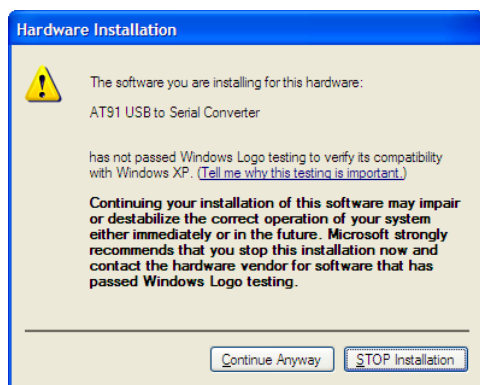 Hardware Installation
The software you are installing for this hardware:
AT91 USB to Serial Converter
has not passed Windows Logo testing to verify its compatibility
with Windows XP. (Tell me why this testing is important.)
Continuing your installation of this software may impair
or destabilize the correct operation of your system
either immediately or in the future. Microsoft strongly
recommends that you stop this installation now and
contact the hardware vendor for software that has
passed Windows Logo testing.
Continue Anyway STOP Installation